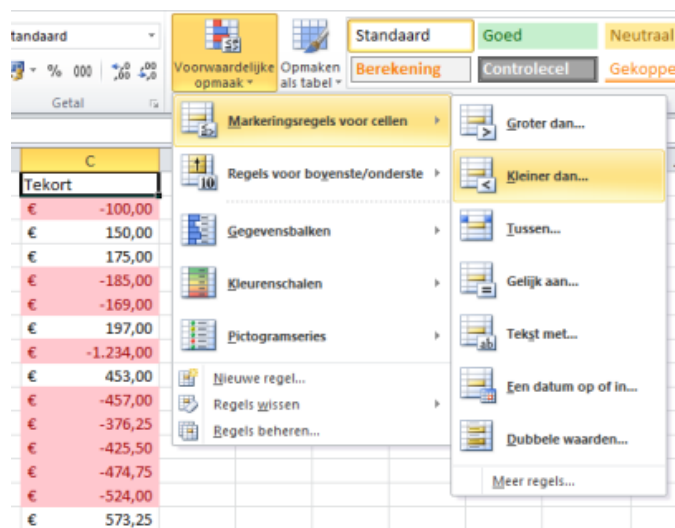 tandaard
% 000 ,00 ,00
Getal
Voorwaardelijke
opmaak
Opmaken
als tabel
Standaard
Goed
Neutraal
Berekening
Controlecel
Gekoppe
Markeringsregels voor cellen
Regels voor bovenste/onderste
Gegevensbalken
Kleurenschalen
Pictogramseries
Nieuwe regel...
Regels wissen
Regels beheren...
Groter dan...
Kleiner dan...
Tussen...
Gelijk aan...
Tekst met...
Een datum op of in...
Dubbele waarden...
Meer regels...
C
Tekort
€ -100,00
€ 150,00
€ 175,00
€ -185,00
€ -169,00
€ 197,00
€ -1.234,00
€ 453,00
€ -457,00
€ -376,25
€ -425,50
€ -474,75
€ -524,00
€ 573,25